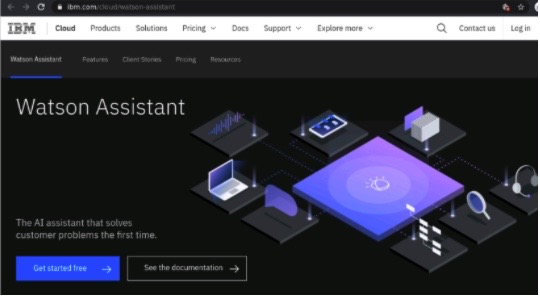 ibm.com/cloud/watson-assistant
IBM Cloud Products Solutions Pricing Docs Support Explore more Contact us Log in
Watson Assistant Features Client Stories Pricing Resources
Watson Assistant
The AI assistant that solves
customer problems the first time.
Get started free → See the documentation →